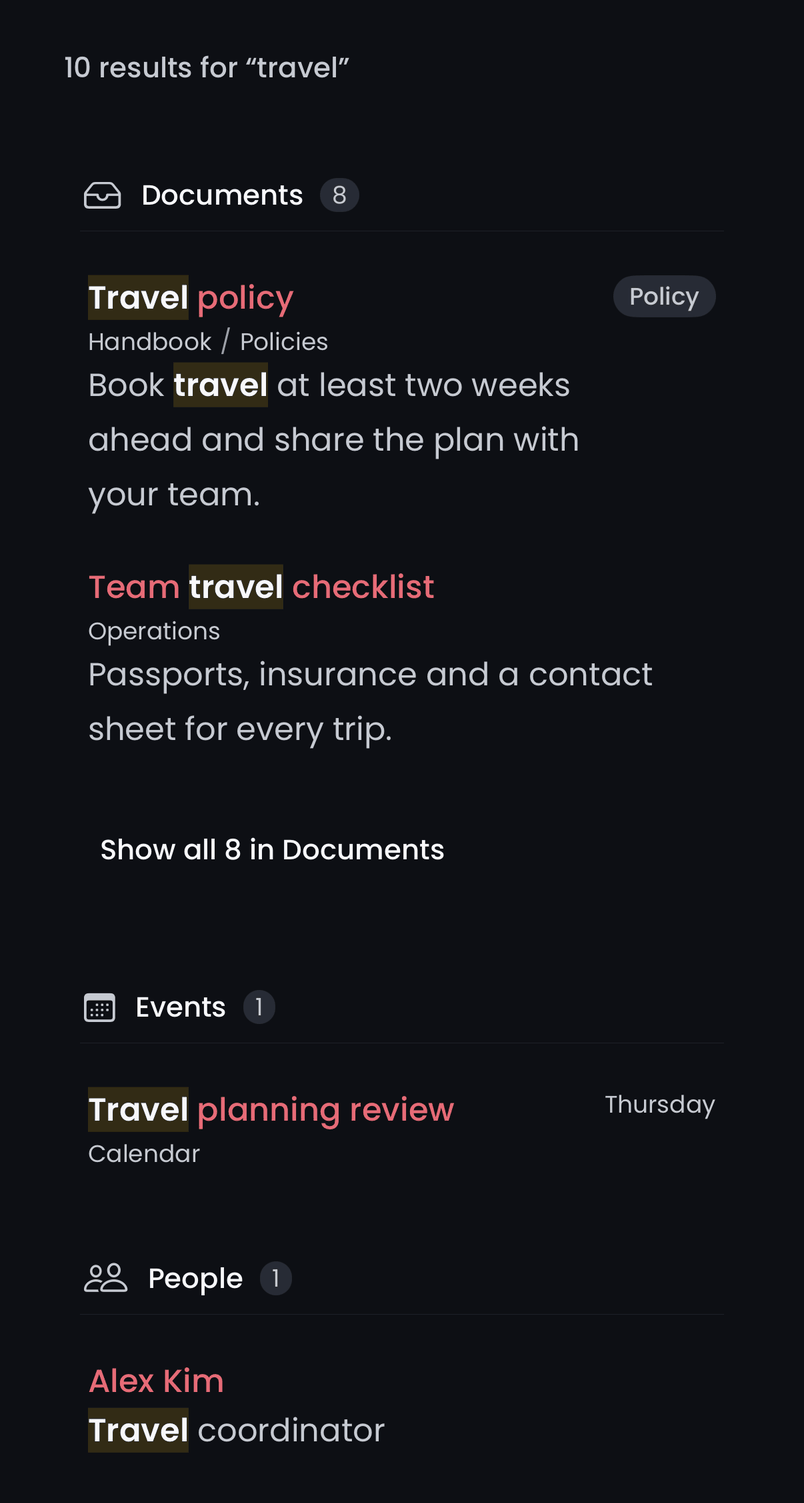 10 results for “travel”
Documents 8
Travel policy
Policy
Handbook / Policies
Book travel at least two weeks
ahead and share the plan with
your team.
Team travel checklist
Operations
Passports, insurance and a contact
sheet for every trip.
Show all 8 in Documents
Events 1
Travel planning review
Thursday
Calendar
People 1
Alex Kim
Travel coordinator